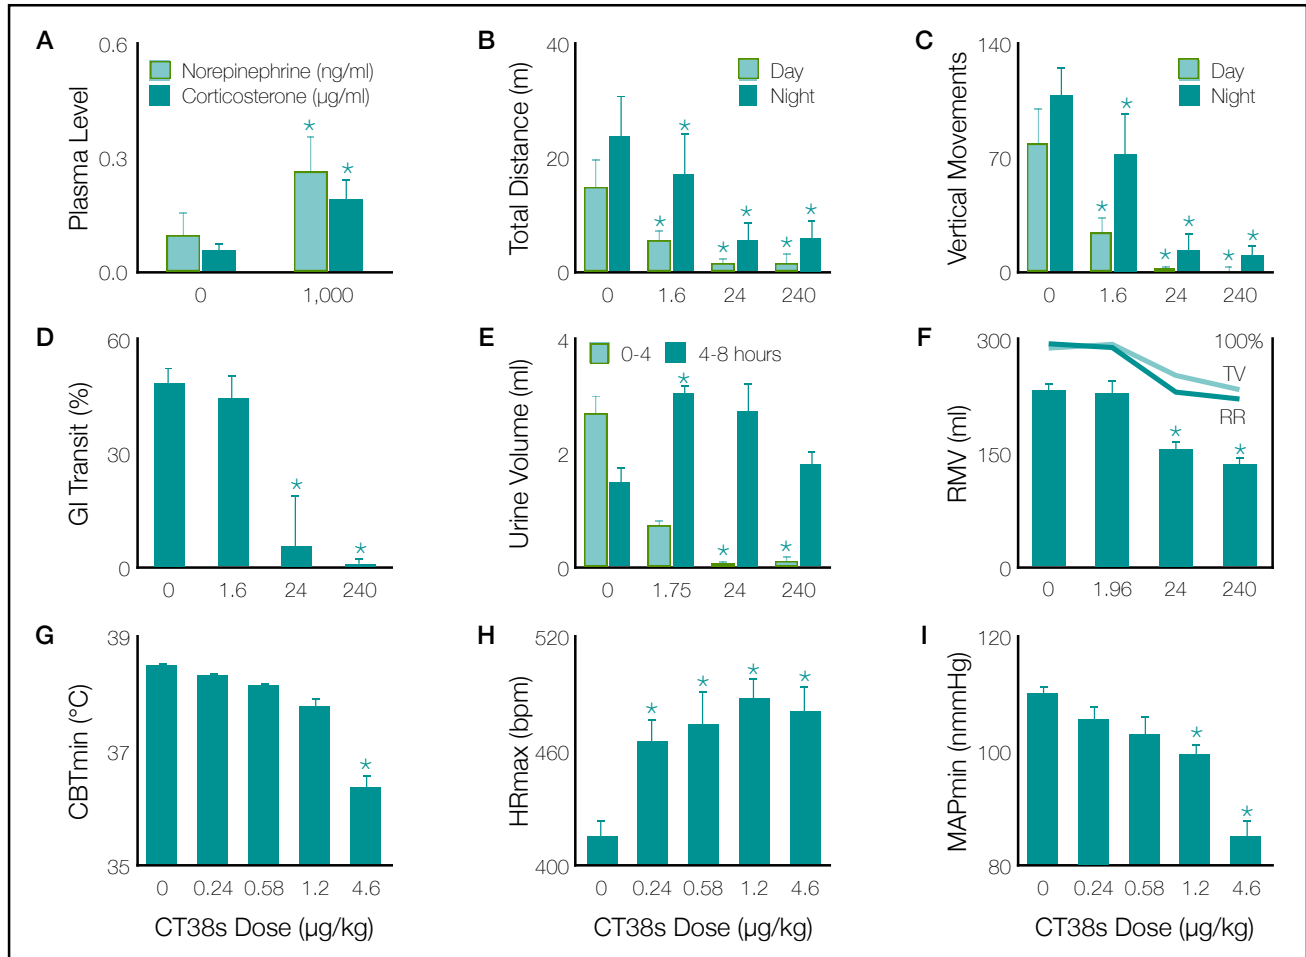 A
Plasma Level
0.6
0.3
0.0
Norepinephrine (ng/ml)
Corticosterone (µg/ml)
*
*
0 1,000
B
Total Distance (m)
40
20
0
Day
Night
* * * * * *
0 1.6 24 240
C
Vertical Movements
140
70
0
Day
Night
* * * * * *
0 1.6 24 240
D
GI Transit (%)
60
30
0
* *
0 1.6 24 240
E
Urine Volume (ml)
4
2
0
0-4 4-8 hours
* * *
0 1.75 24 240
F
RMV (ml)
300
150
0
100%
TV
RR
* *
0 1.96 24 240
G
CBTmin (°C)
39
37
35
*
0 0.24 0.58 1.2 4.6
CT38s Dose (µg/kg)
H
HRmax (bpm)
520
460
400
* * * *
0 0.24 0.58 1.2 4.6
CT38s Dose (µg/kg)
I
MAPmin (nmmHg)
120
100
80
* *
0 0.24 0.58 1.2 4.6
CT38s Dose (µg/kg)